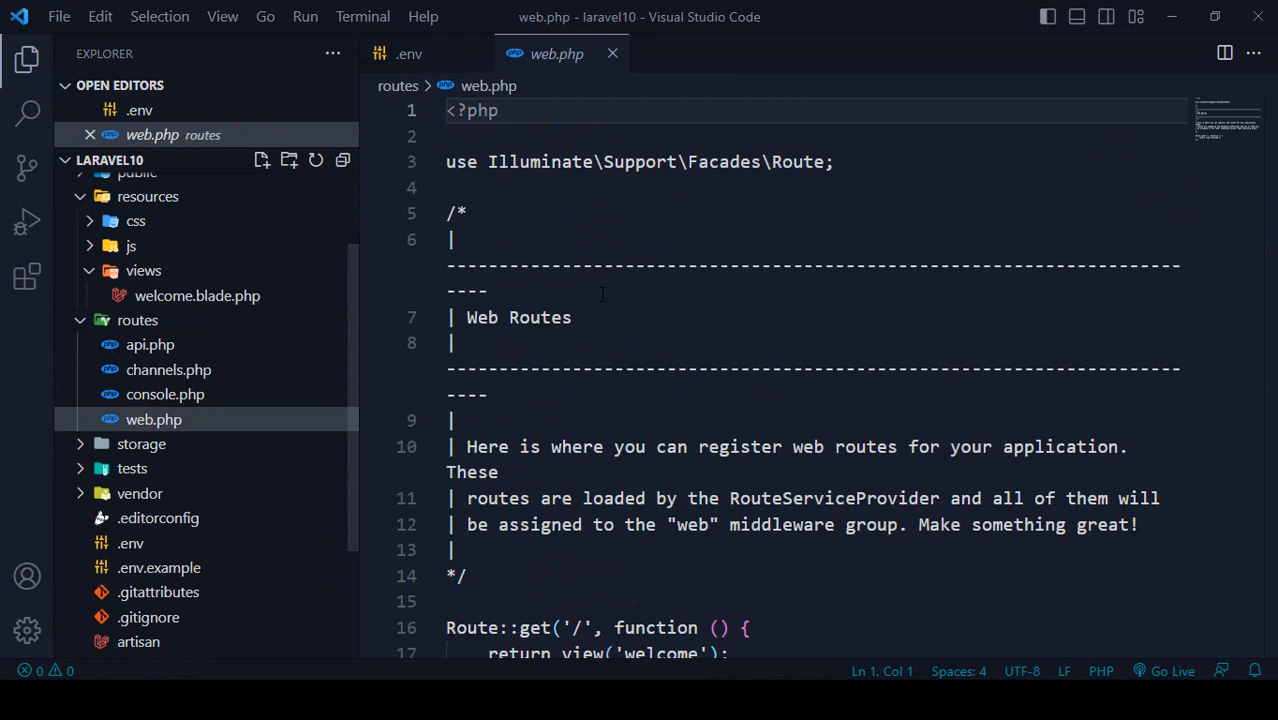 File Edit Selection View Go Run Terminal Help
web.php - laravel10 - Visual Studio Code
EXPLORER
OPEN EDITORS
.env
web.php routes
LARAVEL10
public
resources
css
js
views
welcome.blade.php
routes
api.php
channels.php
console.php
web.php
storage
tests
vendor
.editorconfig
.env
.env.example
.gitattributes
.gitignore
artisan
.env
web.php
routes > web.php
1 <?php
2
3 use Illuminate\Support\Facades\Route;
4
5 /*
6 |
----------------------------------------------------------------------
----
7 | Web Routes
8 |
----------------------------------------------------------------------
----
9 |
10 | Here is where you can register web routes for your application.
These
11 | routes are loaded by the RouteServiceProvider and all of them will
12 | be assigned to the "web" middleware group. Make something great!
13 |
14 */
15
16 Route::get('/', function () {
17 return view('welcome');
0 0
Ln 1, Col 1 Spaces: 4 UTF-8 LF PHP Go Live